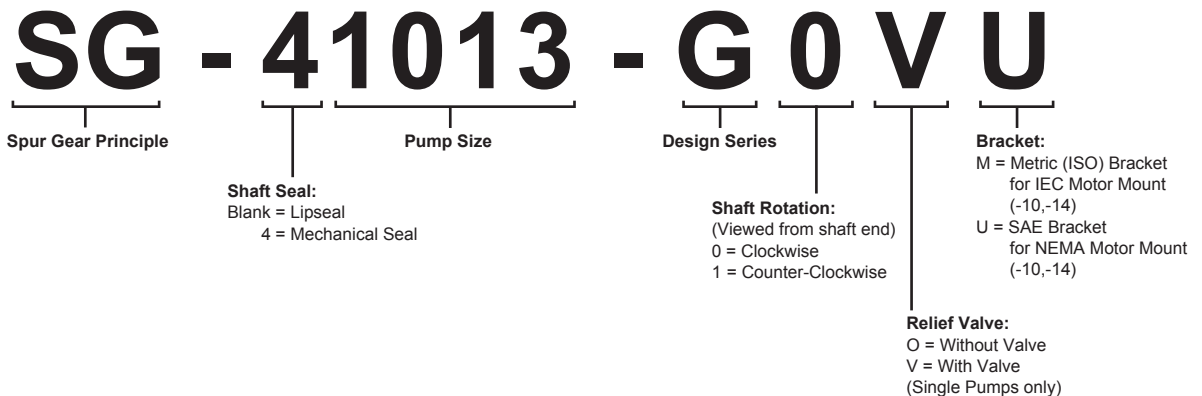 SG - 41013 - G0VU
Spur Gear Principle
Shaft Seal:
Blank = Lipseal
4 = Mechanical Seal
Pump Size
Design Series
Shaft Rotation:
(Viewed from shaft end)
0 = Clockwise
1 = Counter-Clockwise
Relief Valve:
O = Without Valve
V = With Valve
(Single Pumps only)
Bracket:
M = Metric (ISO) Bracket
for IEC Motor Mount
(-10,-14)
U = SAE Bracket
for NEMA Motor Mount
(-10,-14)